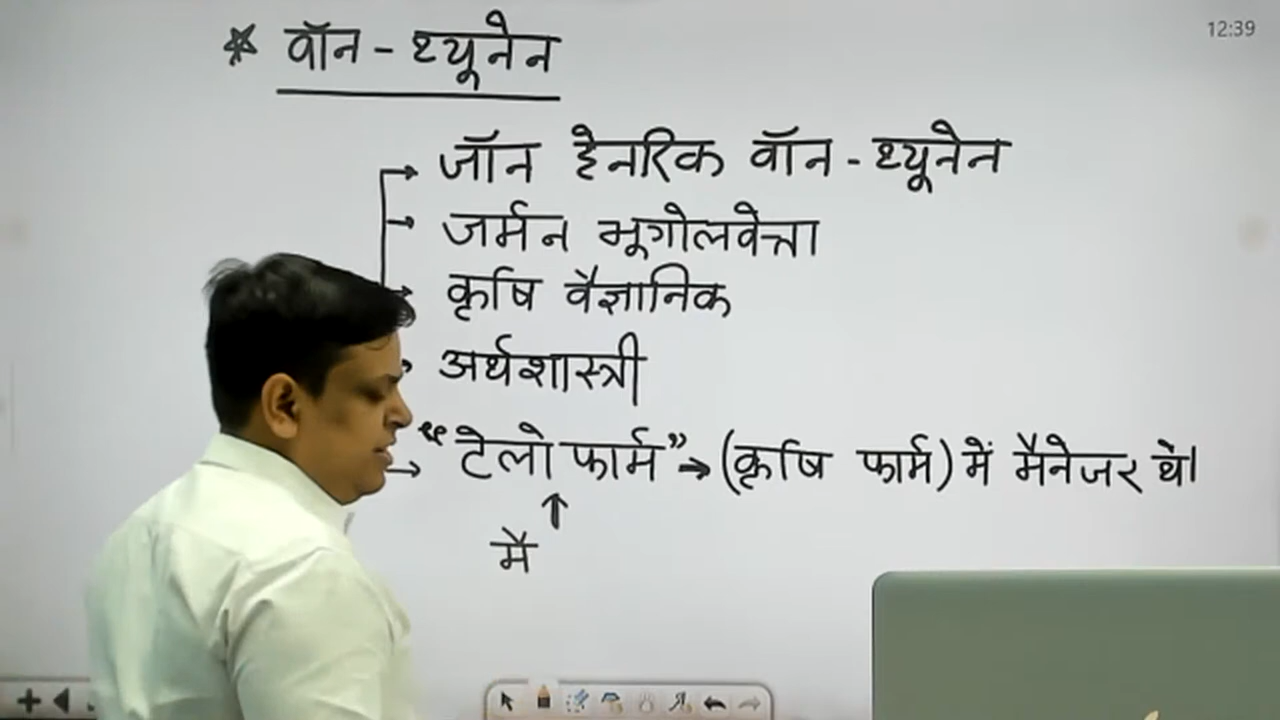 12:39
* वॉन - थ्यूनेन
जॉन हेनरिक वॉन - थ्यूनेन
जर्मन भूगोलवेत्ता
कृषि वैज्ञानिक
अर्थशास्त्री
"टेलो फार्म" → (कृषि फार्म) में मैनेजर थे।
↑
मै